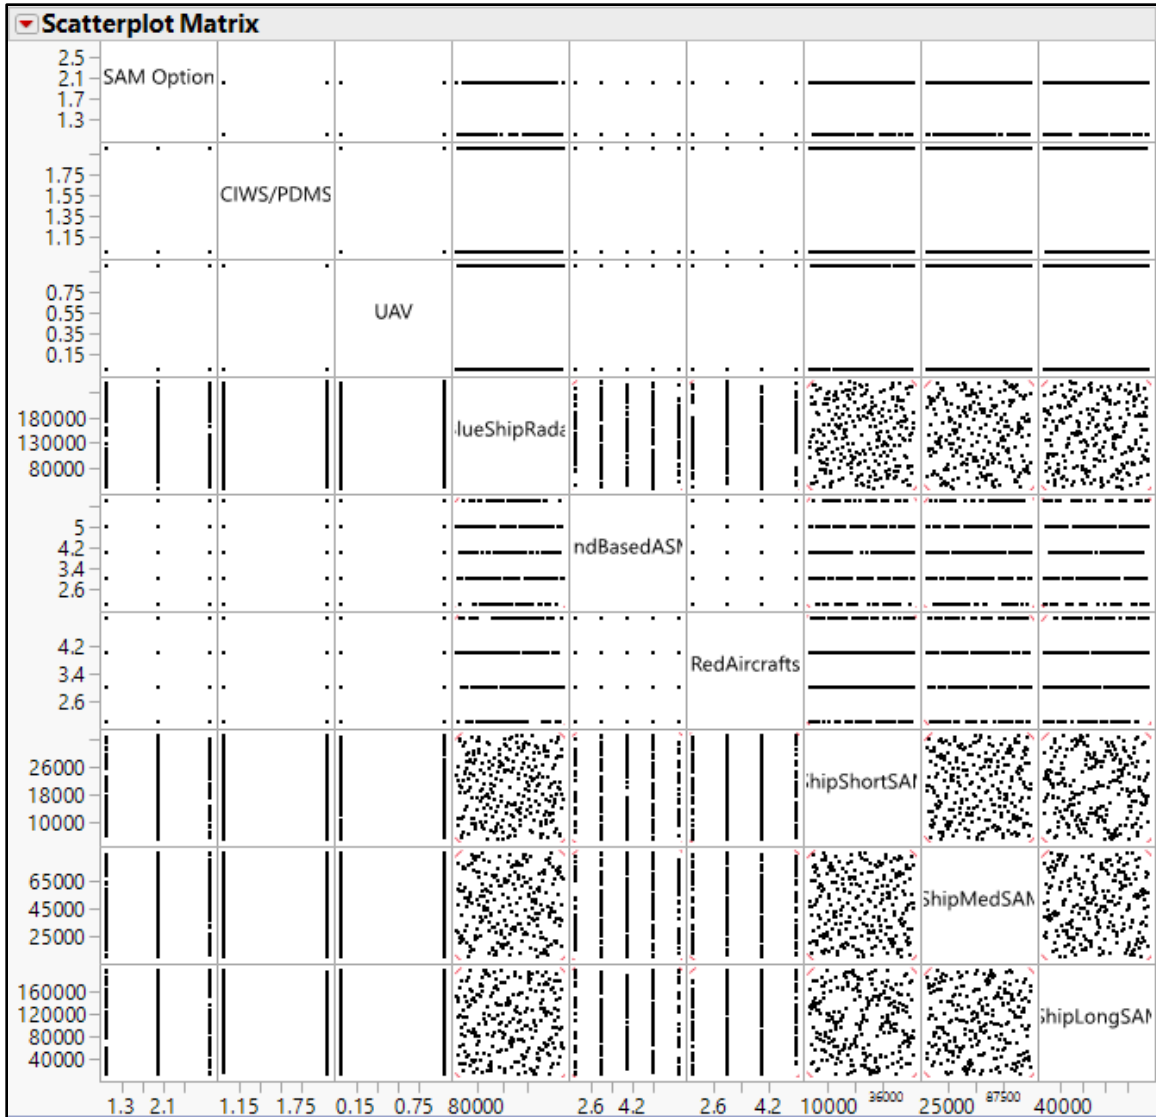 Scatterplot Matrix
2.5
2.1
1.7
1.3
SAM Option
1.75
1.55
1.35
1.15
CIWS/PDMS
0.75
0.55
0.35
0.15
UAV
180000
130000
80000
lueShipRada
5
4.2
3.4
2.6
ndBasedASM
4.2
3.4
2.6
RedAircrafts
26000
18000
10000
ShipShortSAM
65000
45000
25000
ShipMedSAM
160000
120000
80000
40000
ShipLongSAM
1.3 2.1 1.15 1.75 0.15 0.75 80000 2.6 4.2 2.6 4.2 10000 36000 25000 87500 40000